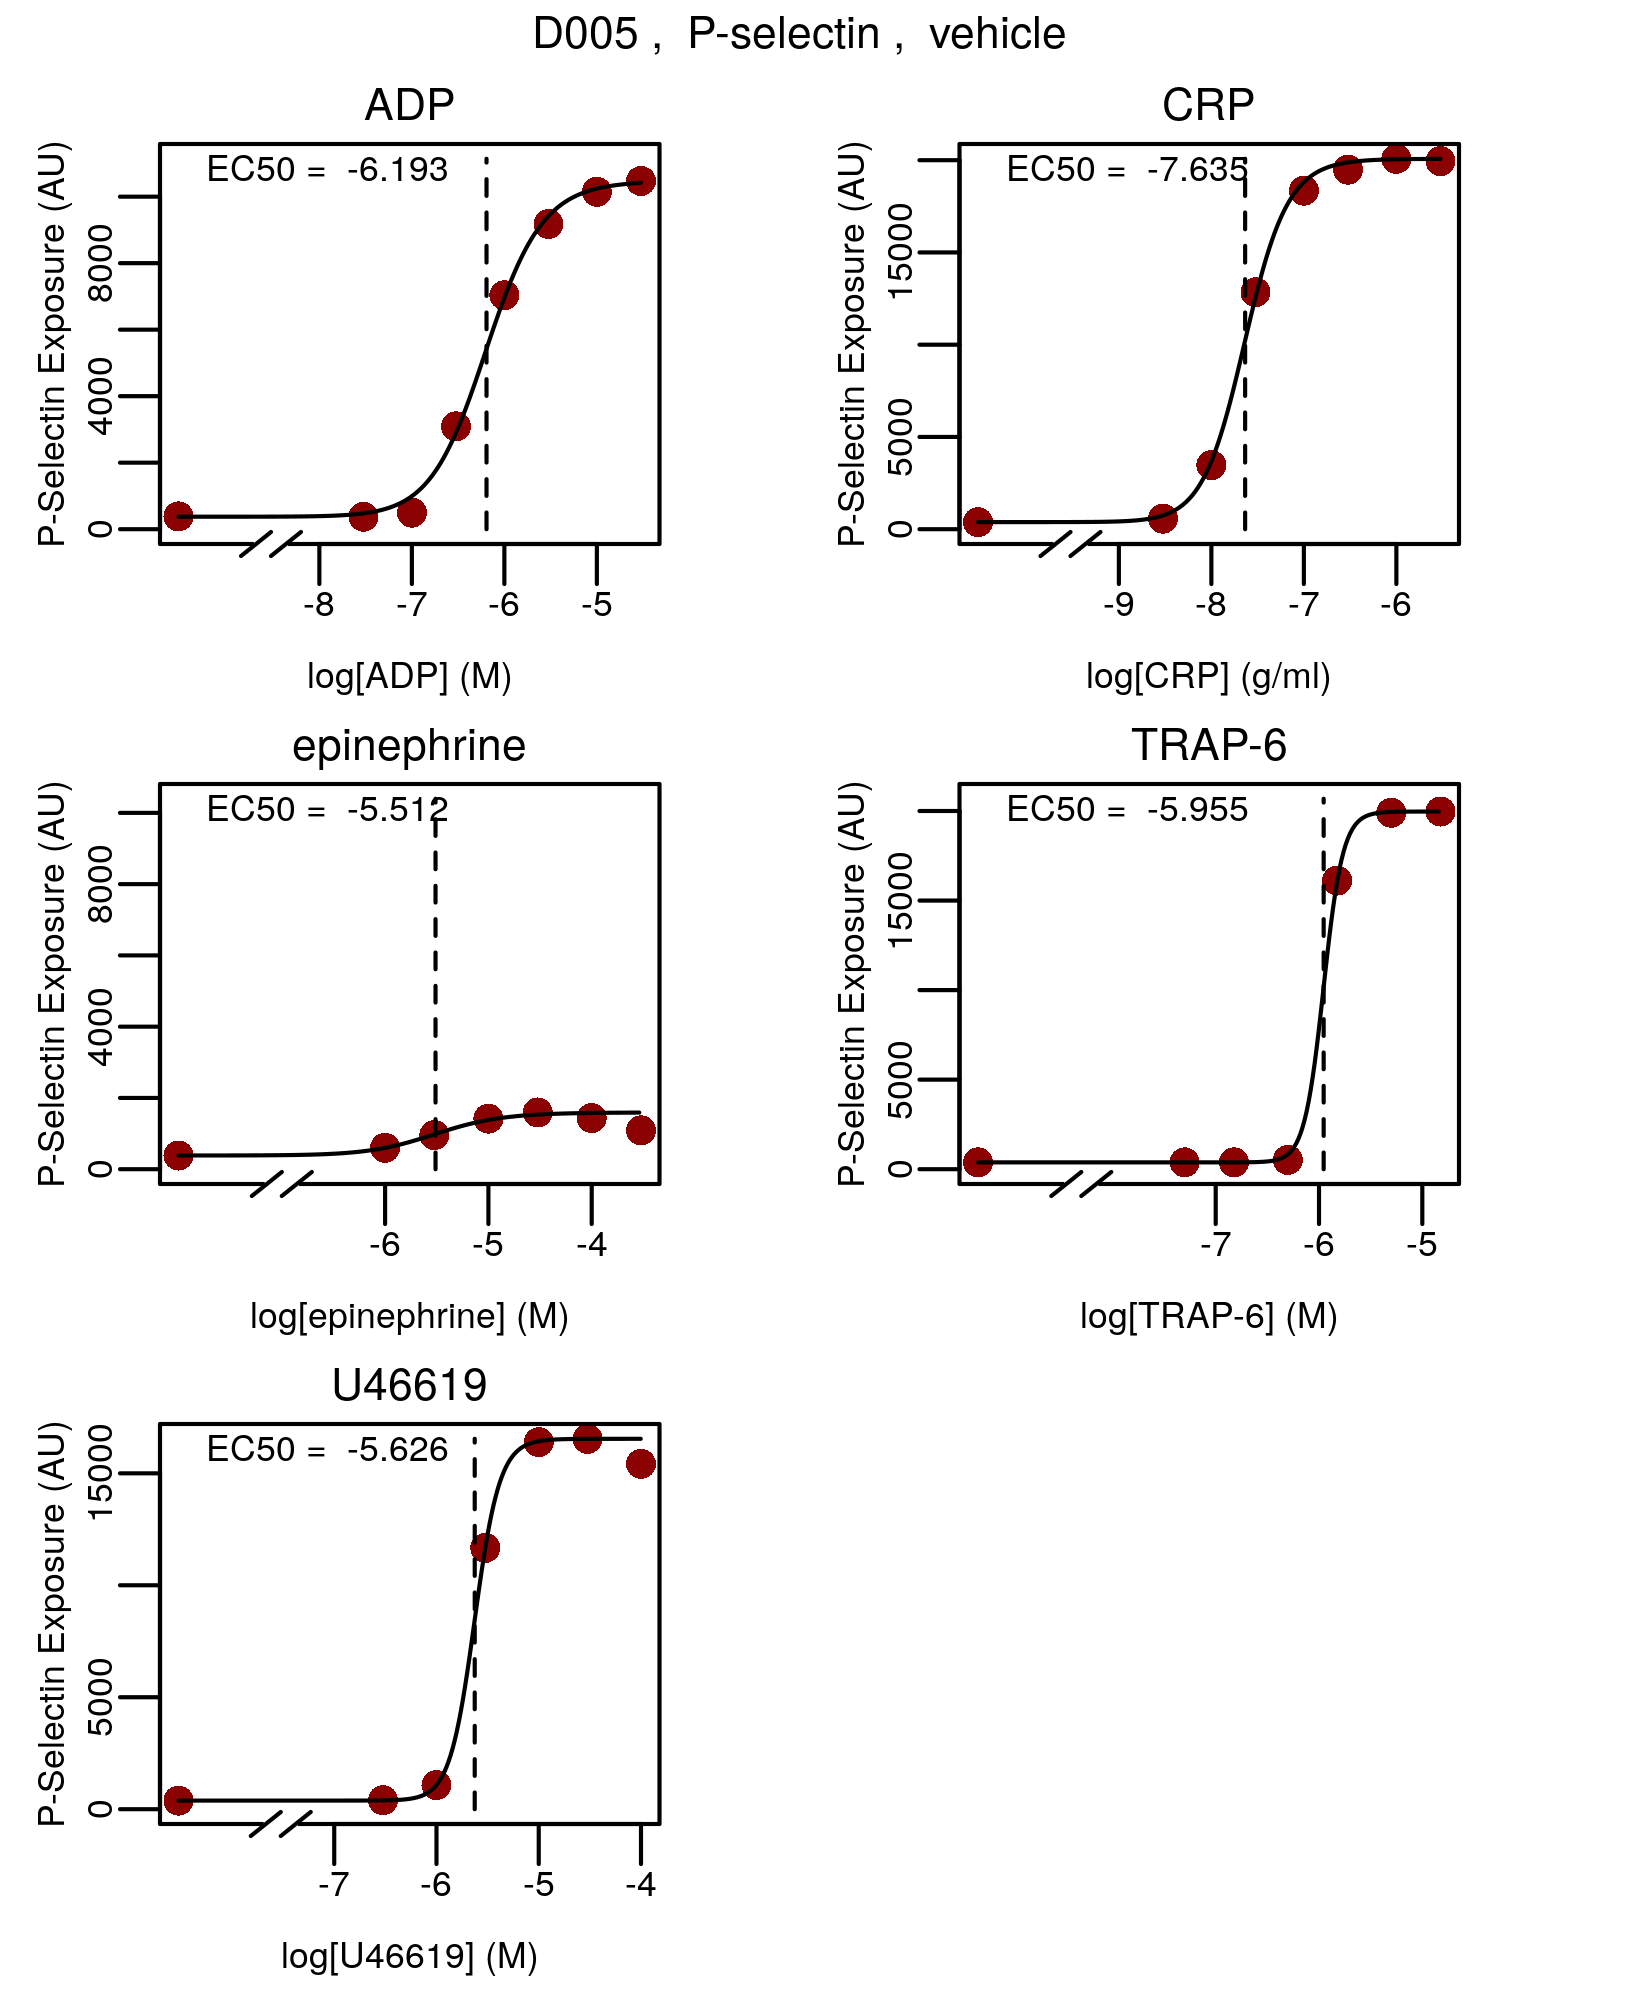 D005 , P-selectin , vehicle
ADP
P-Selectin Exposure (AU)
EC50 = -6.193
0 4000 8000
-8 -7 -6 -5
log[ADP] (M)
CRP
P-Selectin Exposure (AU)
EC50 = -7.635
0 5000 15000
-9 -8 -7 -6
log[CRP] (g/ml)
epinephrine
P-Selectin Exposure (AU)
EC50 = -5.512
0 4000 8000
-6 -5 -4
log[epinephrine] (M)
TRAP-6
P-Selectin Exposure (AU)
EC50 = -5.955
0 5000 15000
-7 -6 -5
log[TRAP-6] (M)
U46619
P-Selectin Exposure (AU)
EC50 = -5.626
0 5000 15000
-7 -6 -5 -4
log[U46619] (M)